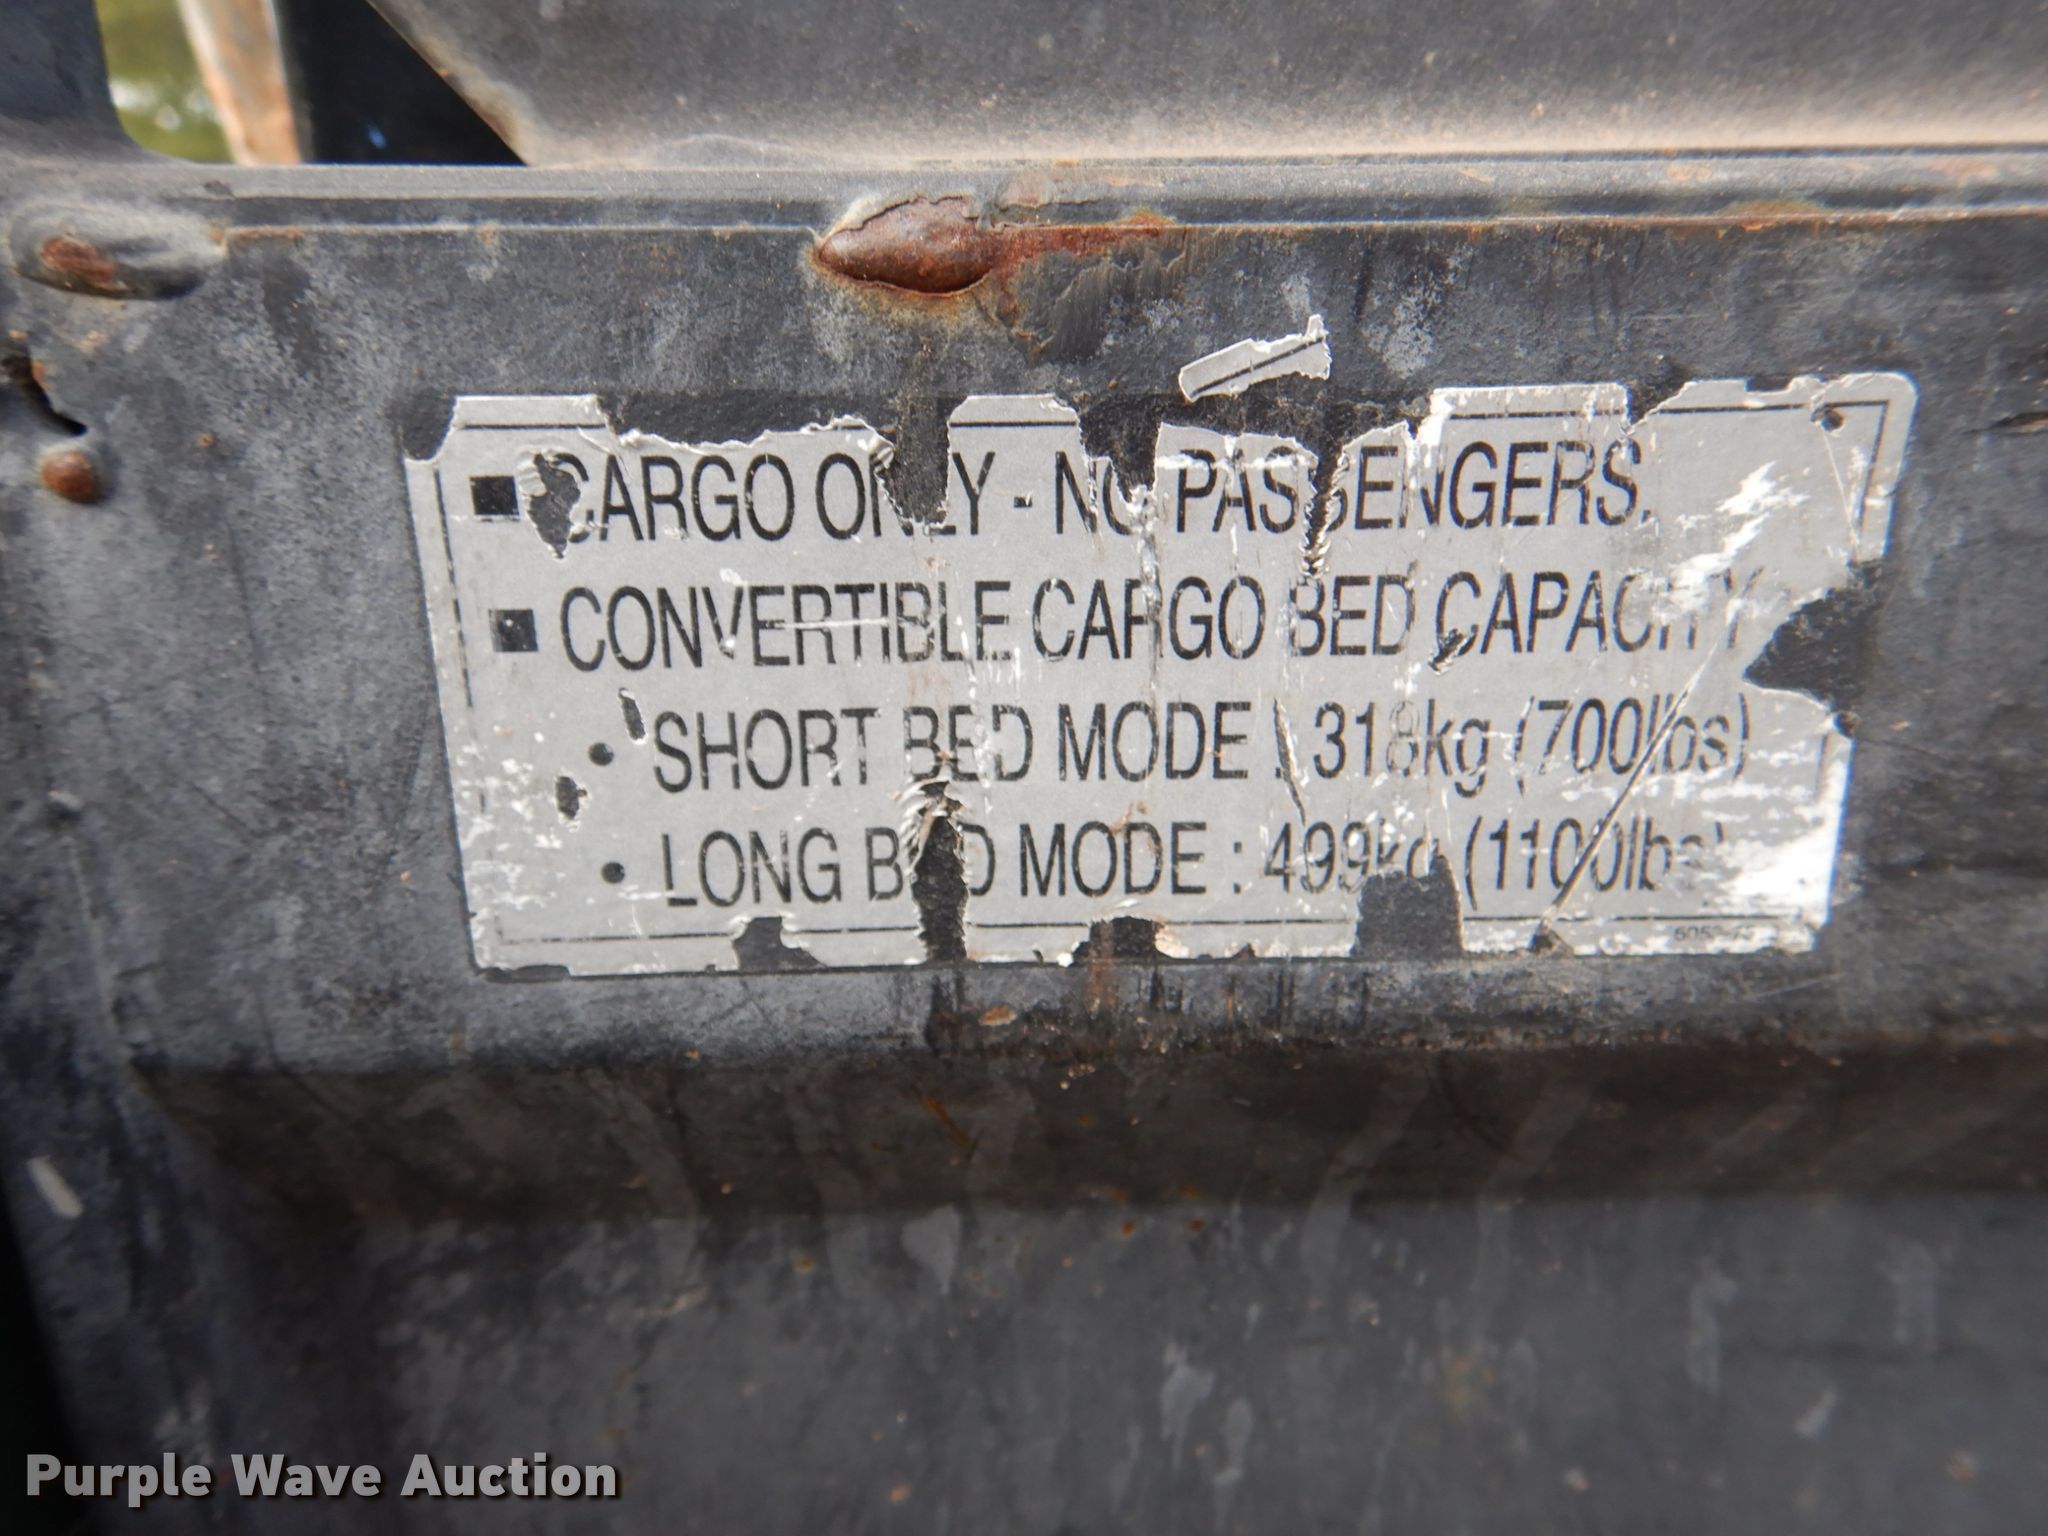 ■ CARGO ONLY - NO PASSENGERS.
■ CONVERTIBLE CARGO BED CAPACITY
• SHORT BED MODE : 318kg (700lbs)
• LONG BED MODE : 499kg (1100lbs)
Purple Wave Auction